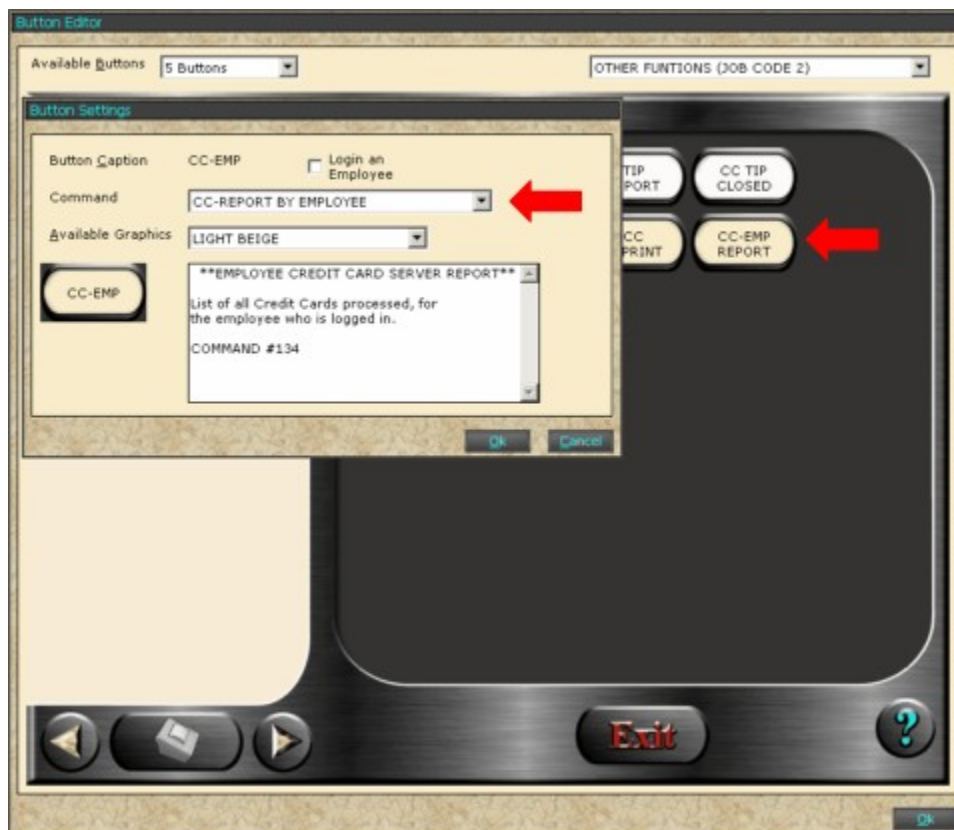 Button Editor
Available Buttons 5 Buttons OTHER FUNTIONS (JOB CODE 2)
Button Settings
Button Caption CC-EMP Login an
Employee
Command CC-REPORT BY EMPLOYEE
Available Graphics LIGHT BEIGE
CC-EMP
**EMPLOYEE CREDIT CARD SERVER REPORT**
List of all Credit Cards processed, for
the employee who is logged in.
COMMAND #134
Ok Cancel
TIP
PORT
CC TIP
CLOSED
CC
PRINT
CC-EMP
REPORT
Exit
?
Ok